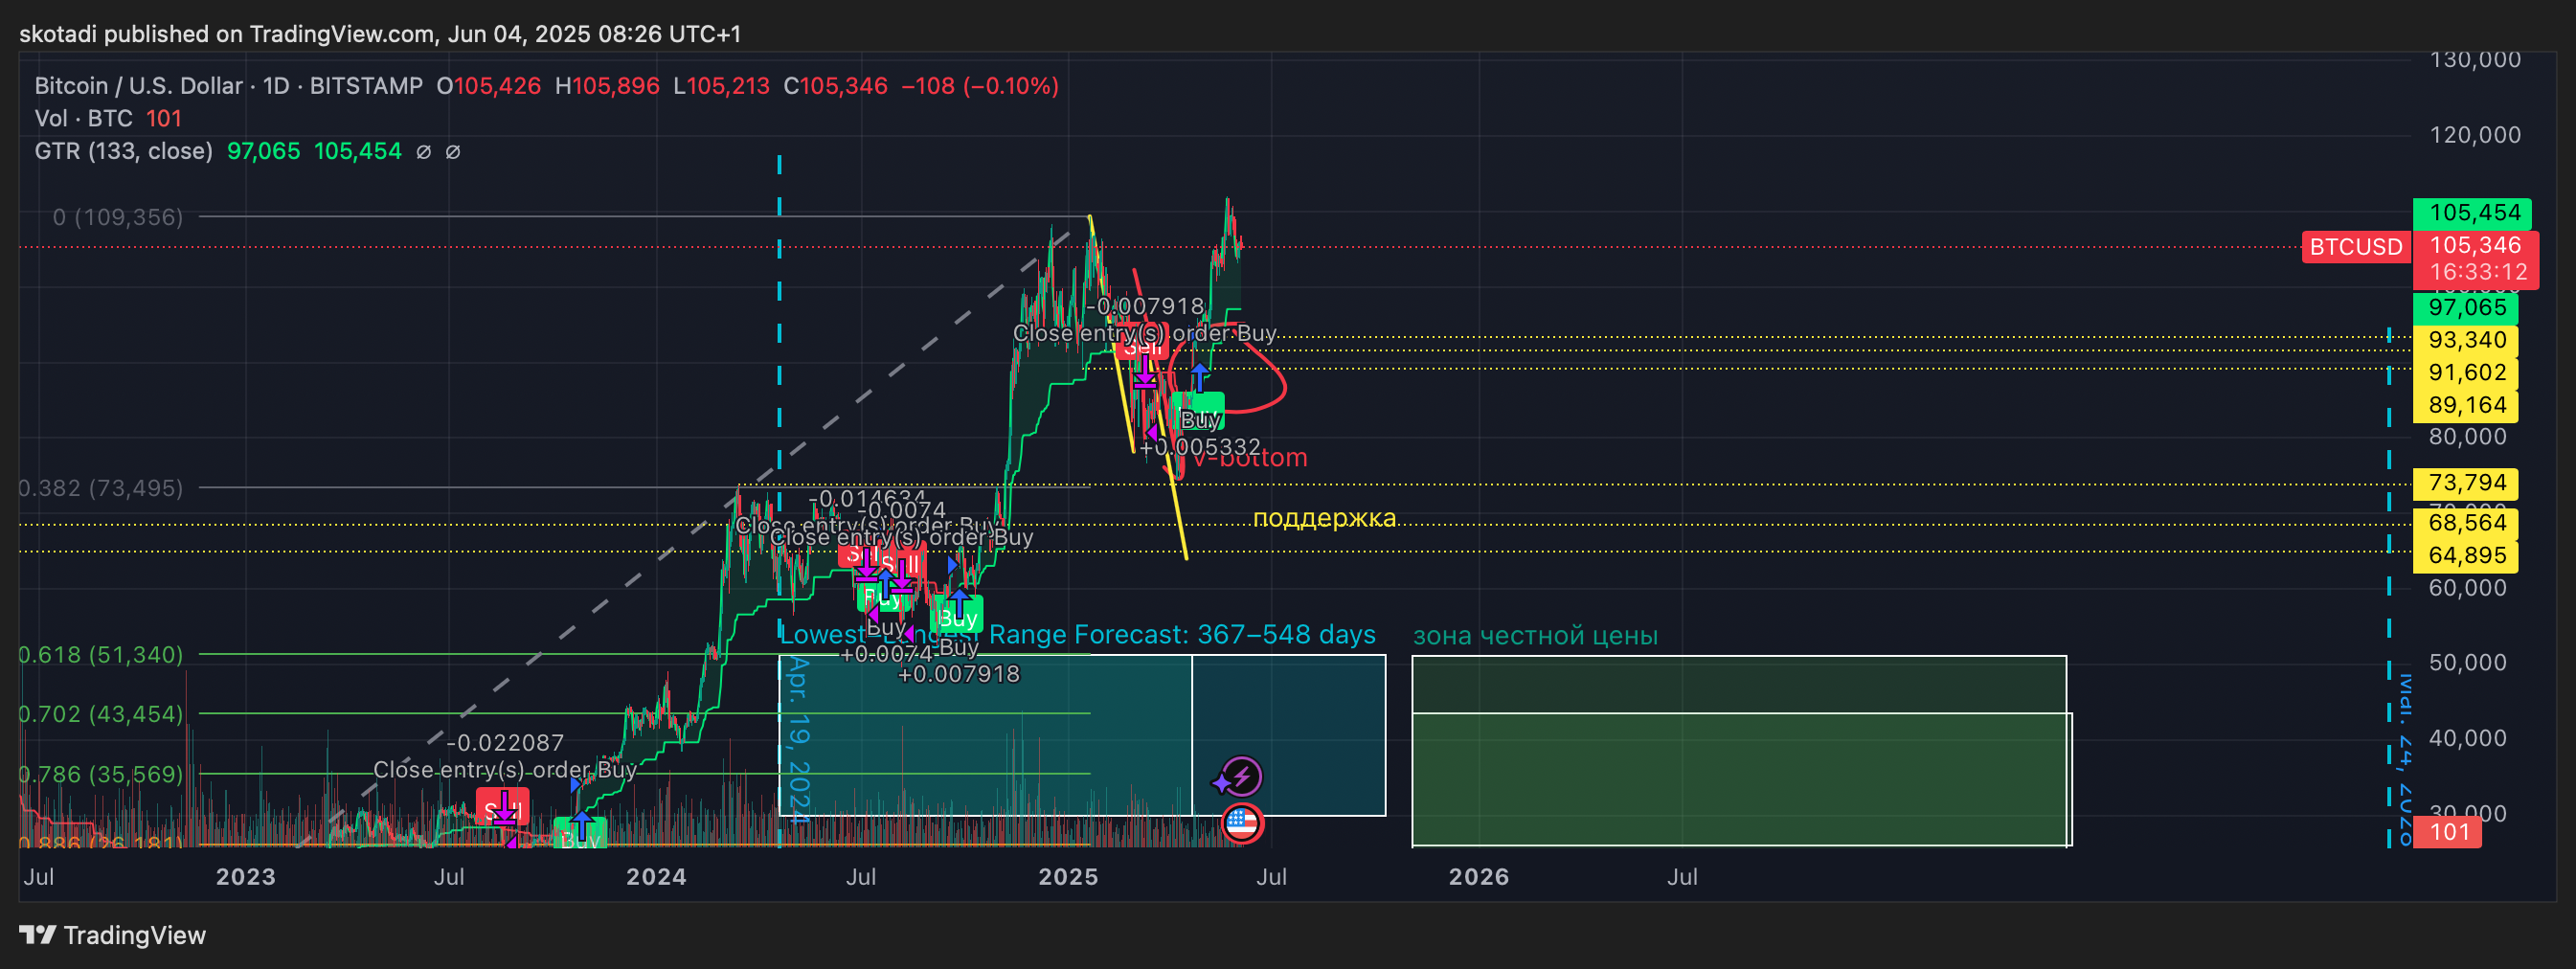 skotadi published on TradingView.com, Jun 04, 2025 08:26 UTC+1
Bitcoin / U.S. Dollar · 1D · BITSTAMP O105,426 H105,896 L105,213 C105,346 −108 (−0.10%)
Vol · BTC 101
GTR (133, close) 97,065 105,454 ∅ ∅
130,000
120,000
0 (109,356)
105,454
BTCUSD 105,346
16:33:12
97,065
-0.007918
Close entry(s) order Buy
Sell
93,340
91,602
89,164
Buy
80,000
+0.005332
v-bottom
0.382 (73,495)
73,794
-0.014634
-0.0074
Close entry(s) order Buy
Close entry(s) order Buy
поддержка
68,564
Sell
Sell
64,895
60,000
Buy
Buy
Buy
Buy
Lowest-Longest Range Forecast: 367–548 days
зона честной цены
+0.0074
+0.007918
0.618 (51,340)
50,000
Apr. 19, 2024
0.702 (43,454)
40,000
-0.022087
Close entry(s) order Buy
0.786 (35,569)
Sell
Buy
30,000
101
0.886 (26,181)
Jul 2023 Jul 2024 Jul 2025 Jul 2026 Jul
TradingView